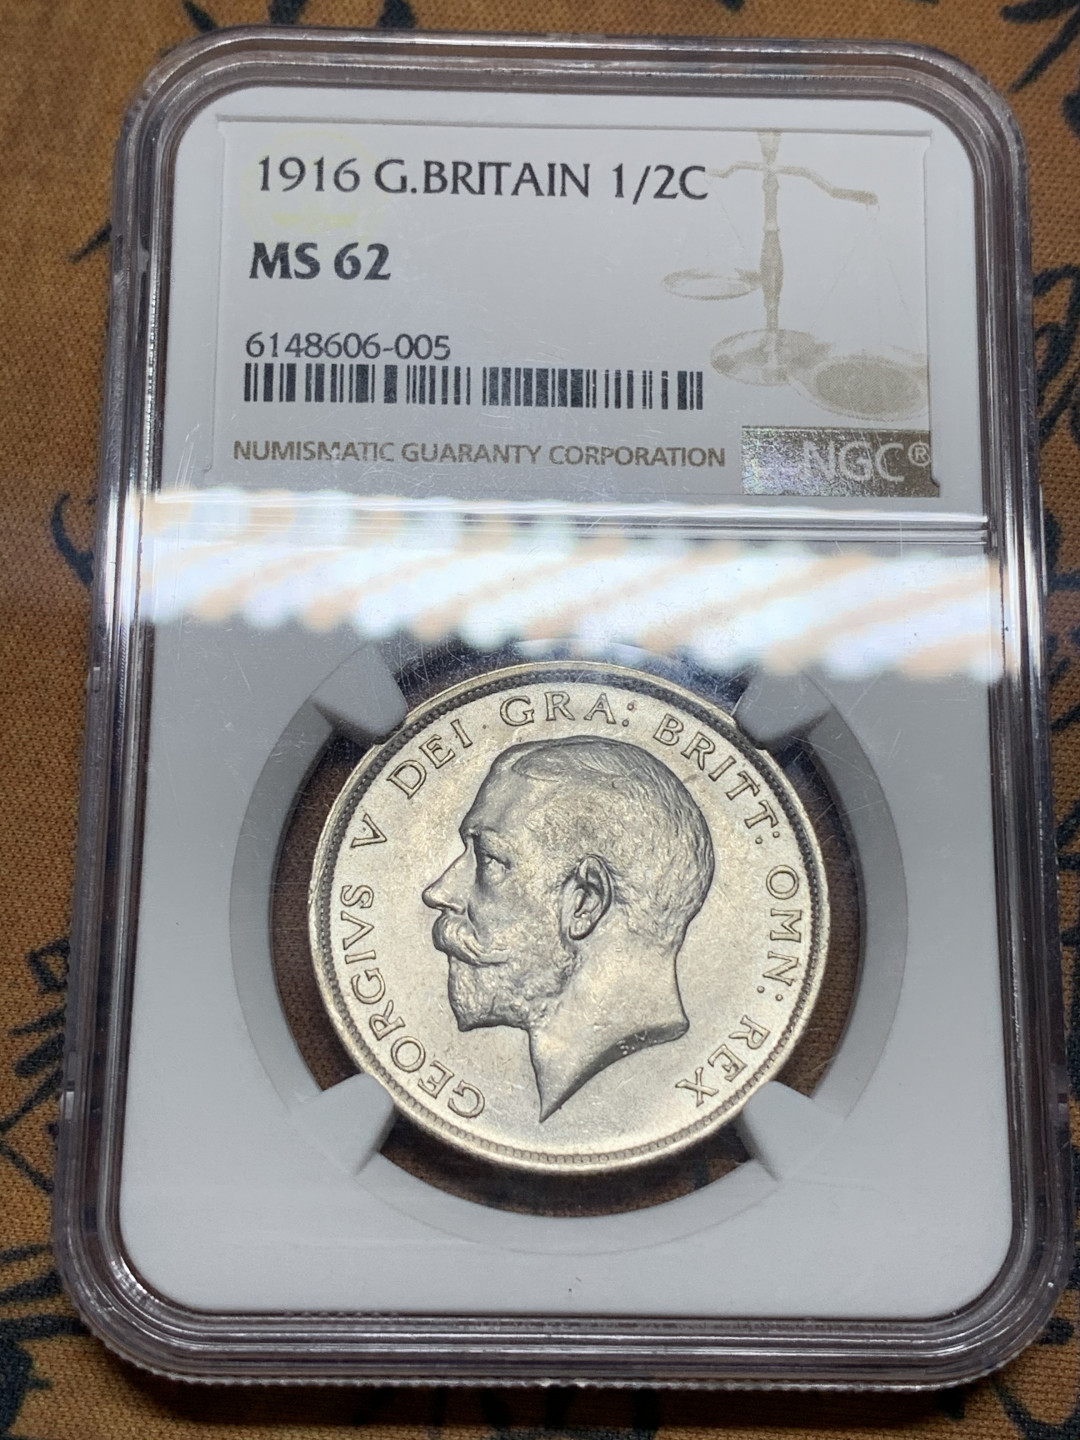 1916 G.BRITAIN 1/2C
MS 62
6148606-005
NUMISMATIC GUARANTY CORPORATION
NGC®
GEORGIVS V DEI GRA: BRITT: OMN: REX
B.M.